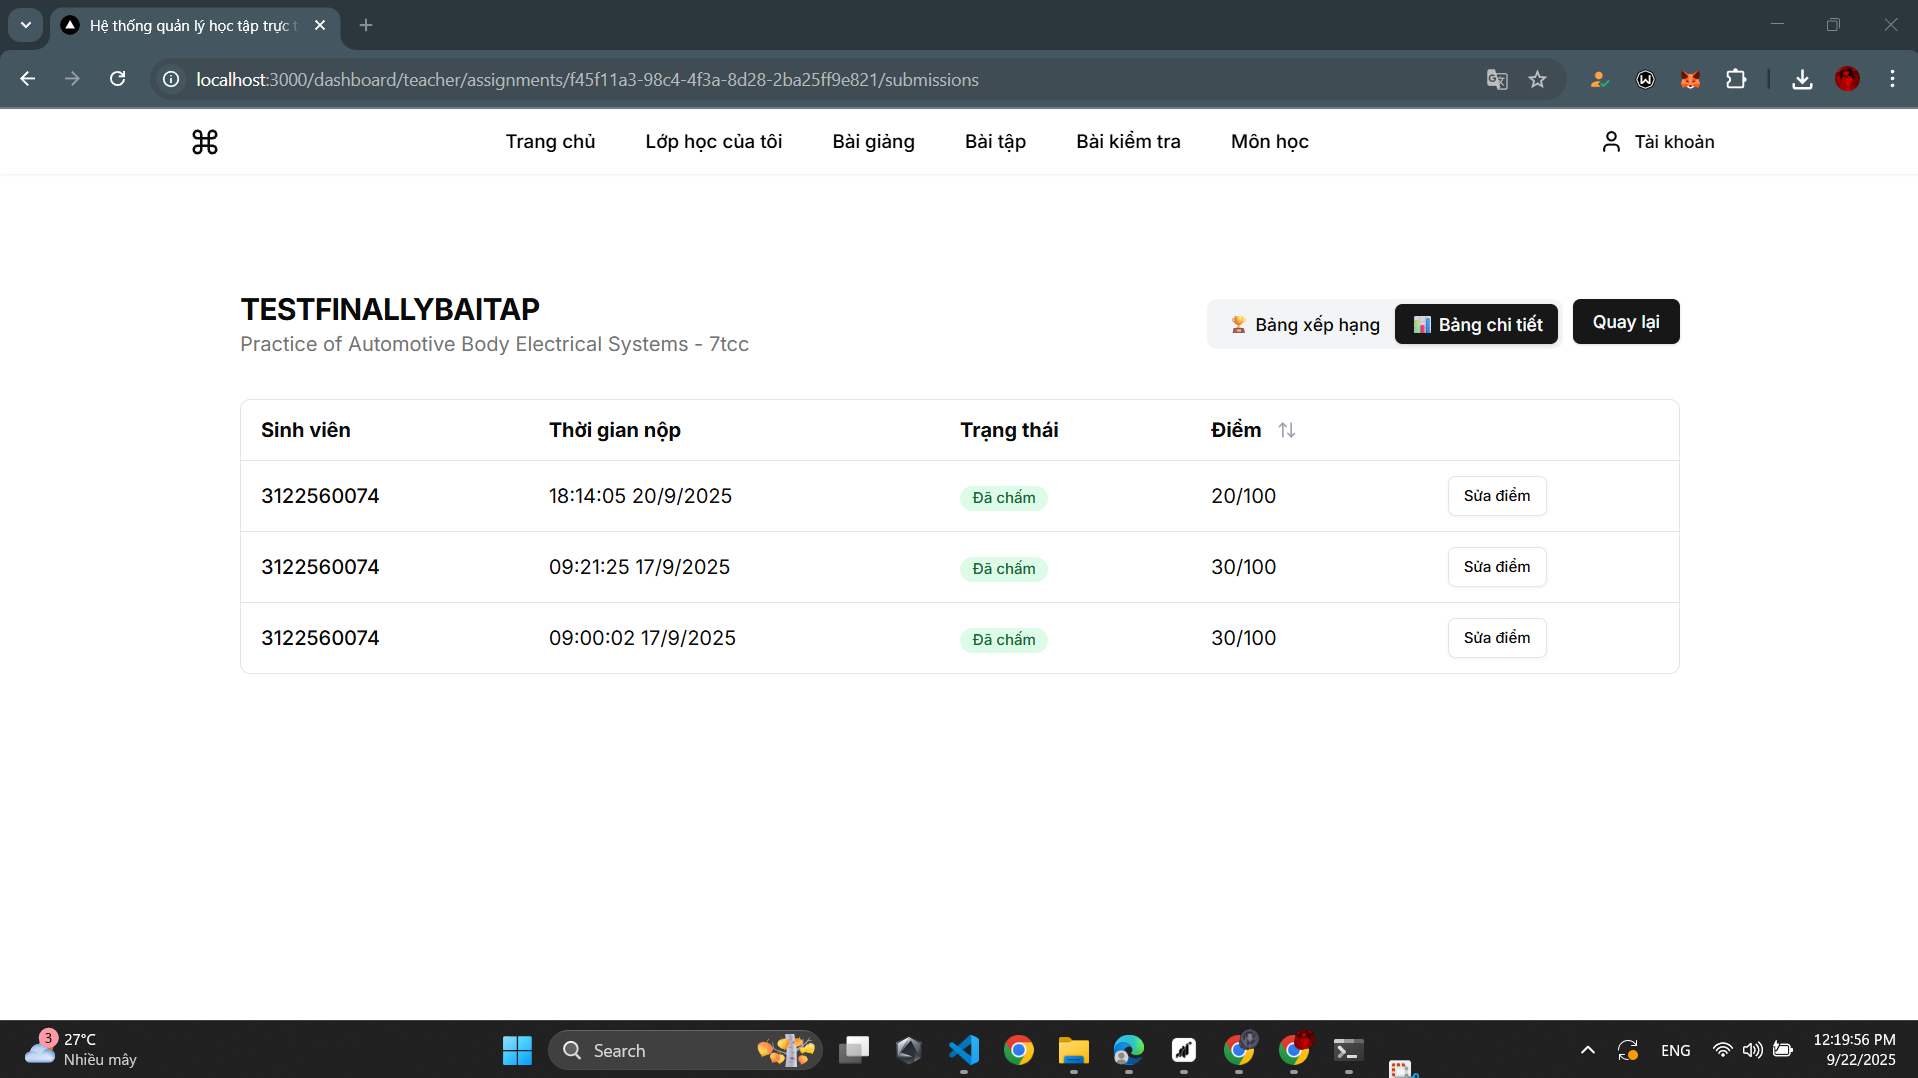 Hệ thống quản lý học tập trực t
localhost:3000/dashboard/teacher/assignments/f45f11a3-98c4-4f3a-8d28-2ba25ff9e821/submissions
Trang chủ Lớp học của tôi Bài giảng Bài tập Bài kiểm tra Môn học Tài khoản
TESTFINALLYBAITAP
Practice of Automotive Body Electrical Systems - 7tcc
Bảng xếp hạng Bảng chi tiết Quay lại
Sinh viên Thời gian nộp Trạng thái Điểm
3122560074 18:14:05 20/9/2025 Đã chấm 20/100 Sửa điểm
3122560074 09:21:25 17/9/2025 Đã chấm 30/100 Sửa điểm
3122560074 09:00:02 17/9/2025 Đã chấm 30/100 Sửa điểm
3 27°C
Nhiều mây
Search
ENG
12:19:56 PM
9/22/2025